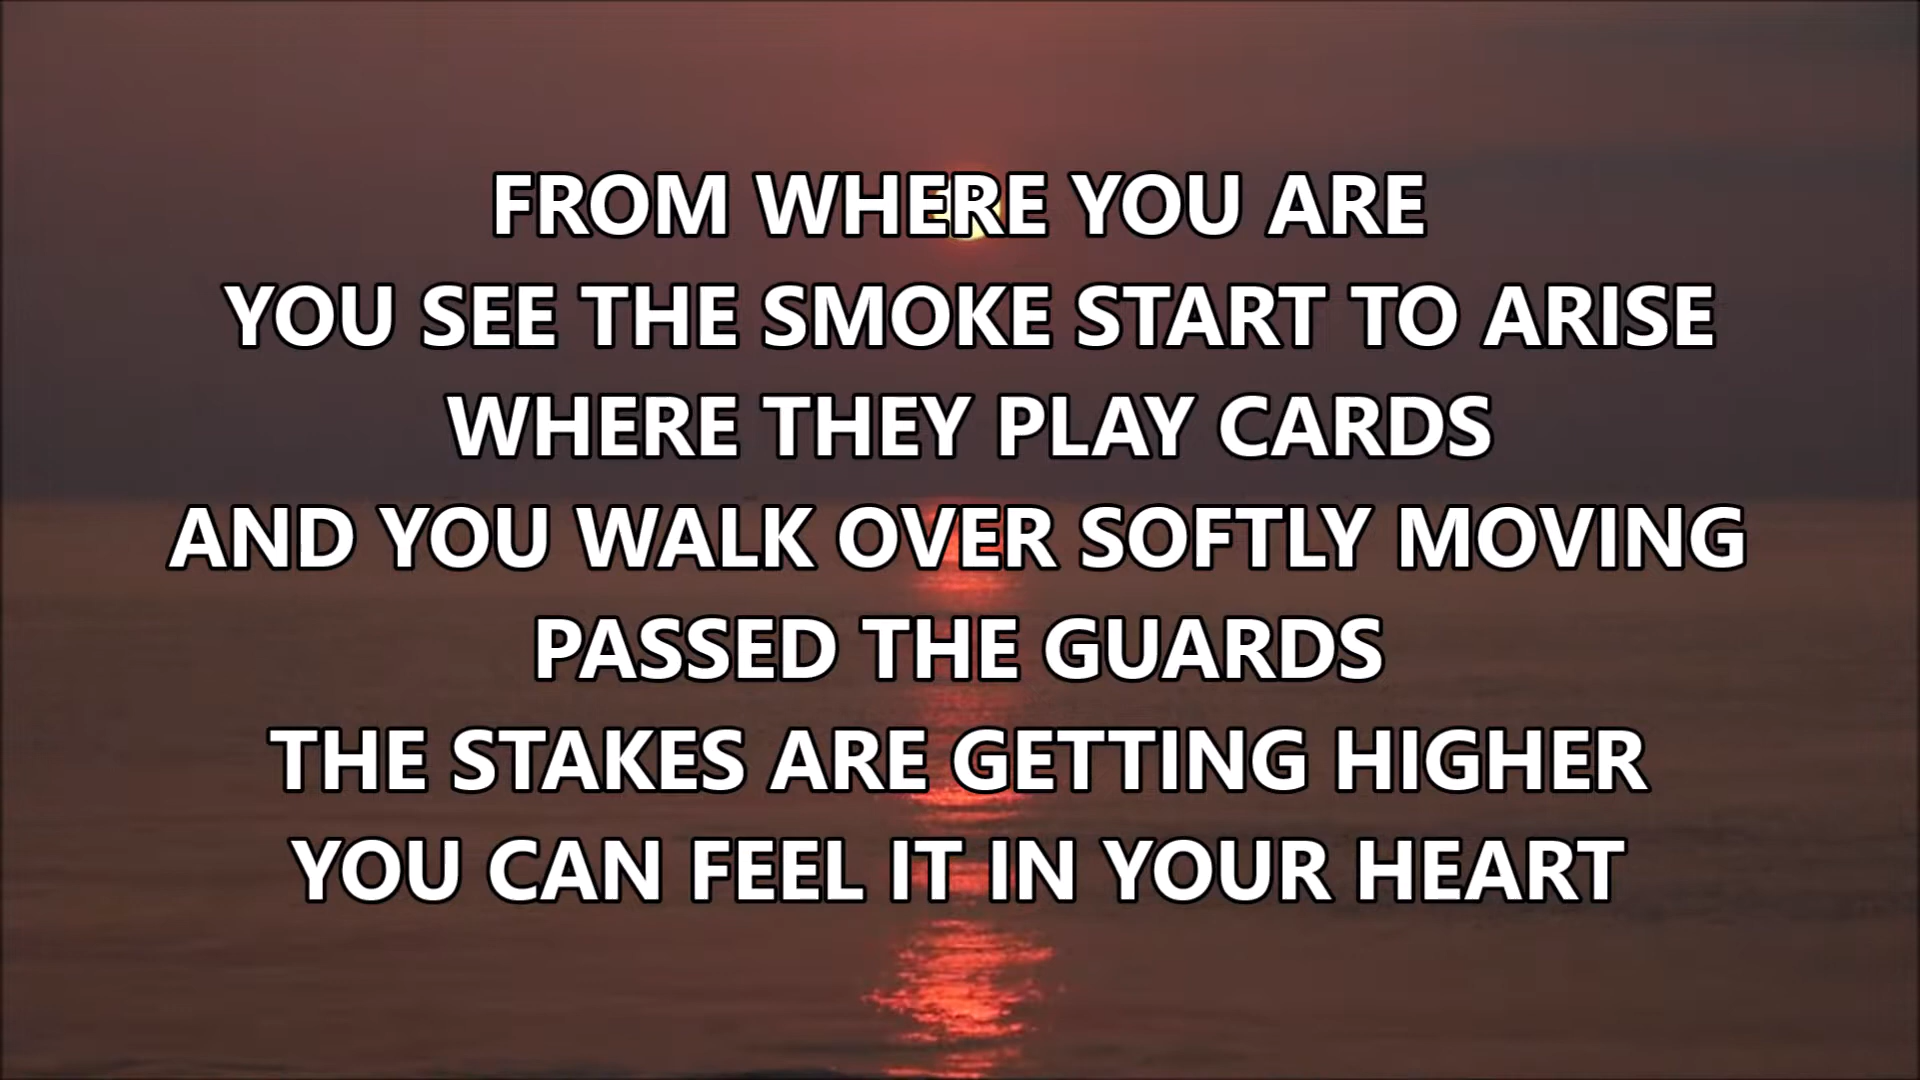 FROM WHERE YOU ARE
YOU SEE THE SMOKE START TO ARISE
WHERE THEY PLAY CARDS
AND YOU WALK OVER SOFTLY MOVING
PASSED THE GUARDS
THE STAKES ARE GETTING HIGHER
YOU CAN FEEL IT IN YOUR HEART